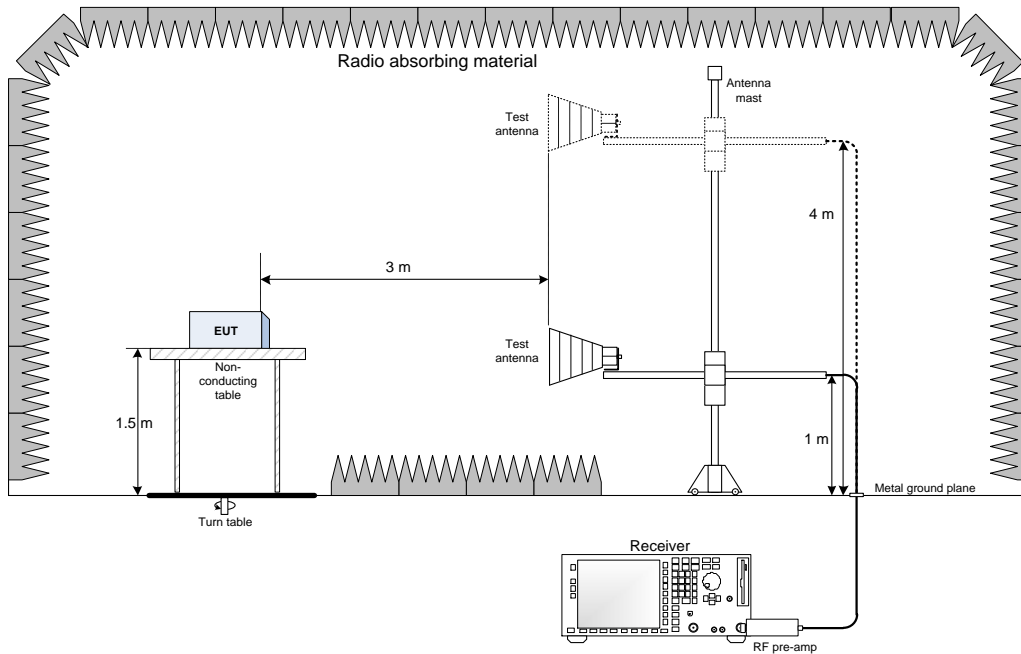 Radio absorbing material
Antenna
mast
Test
antenna
4 m
3 m
EUT
Test
antenna
Non-
conducting
table
1.5 m
1 m
Metal ground plane
Turn table
Receiver
RF pre-amp